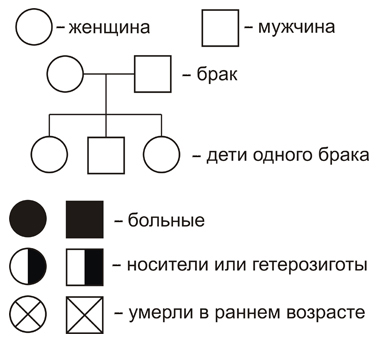 – женщина – мужчина
– брак
– дети одного брака
– больные
– носители или гетерозиготы
– умерли в раннем возрасте